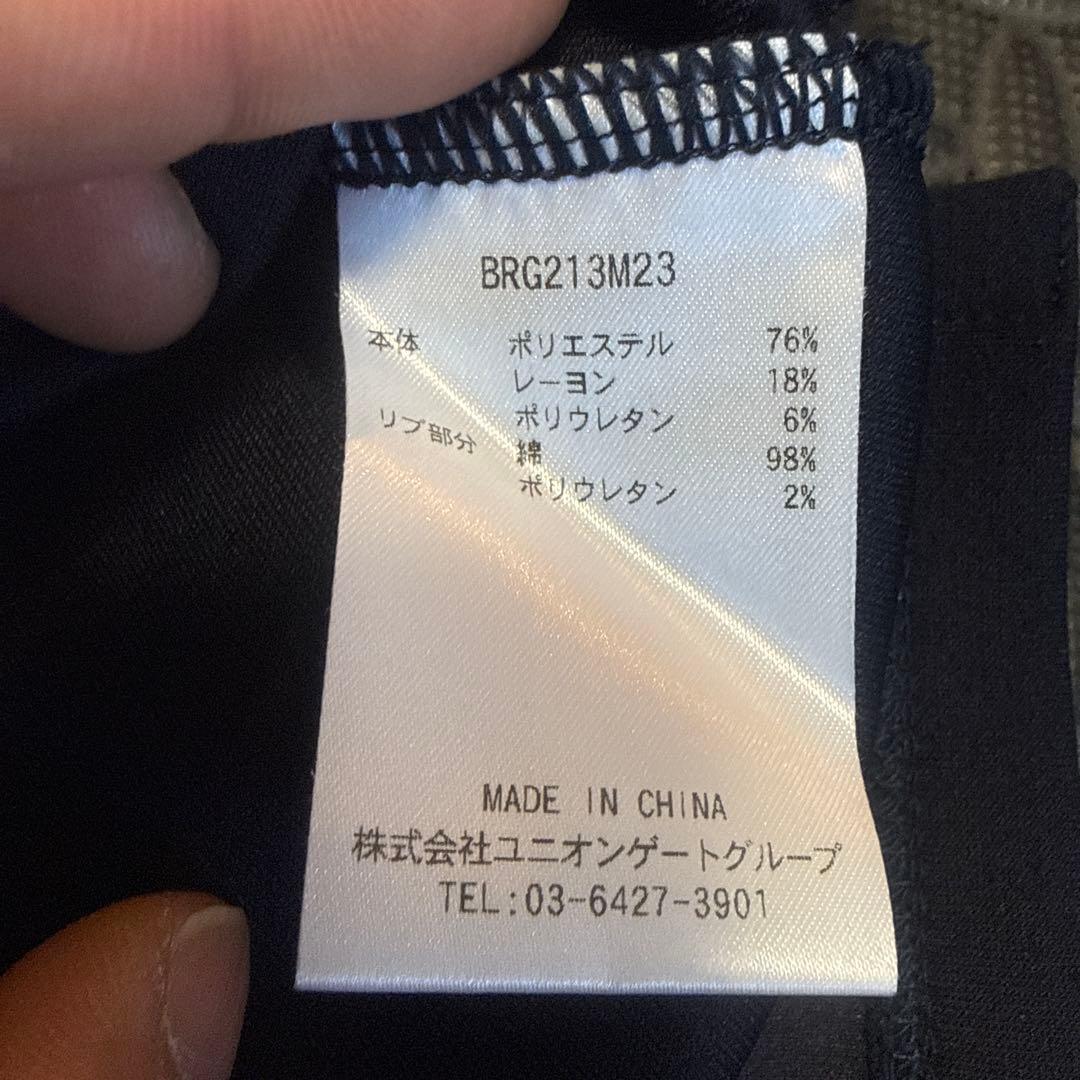 BRG213M23
本体 ポリエステル 76%
レーヨン 18%
ポリウレタン 6%
リブ部分 綿 98%
ポリウレタン 2%
MADE IN CHINA
株式会社ユニオンゲートグループ
TEL:03-6427-3901